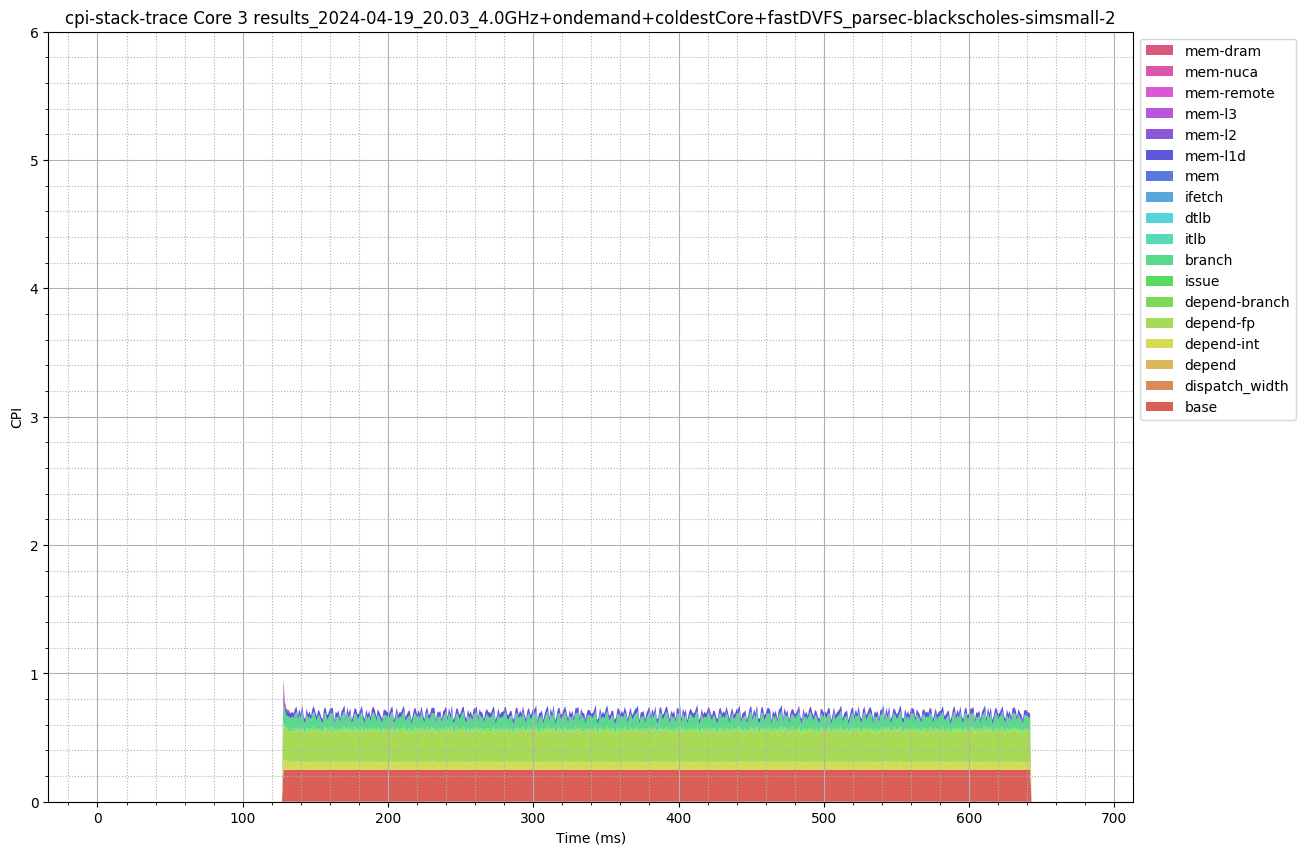 cpi-stack-trace Core 3 results_2024-04-19_20.03_4.0GHz+ondemand+coldestCore+fastDVFS_parsec-blackscholes-simsmall-2
6
5
4
3
2
1
0
CPI
0 100 200 300 400 500 600 700
Time (ms)
mem-dram
mem-nuca
mem-remote
mem-l3
mem-l2
mem-l1d
mem
ifetch
dtlb
itlb
branch
issue
depend-branch
depend-fp
depend-int
depend
dispatch_width
base